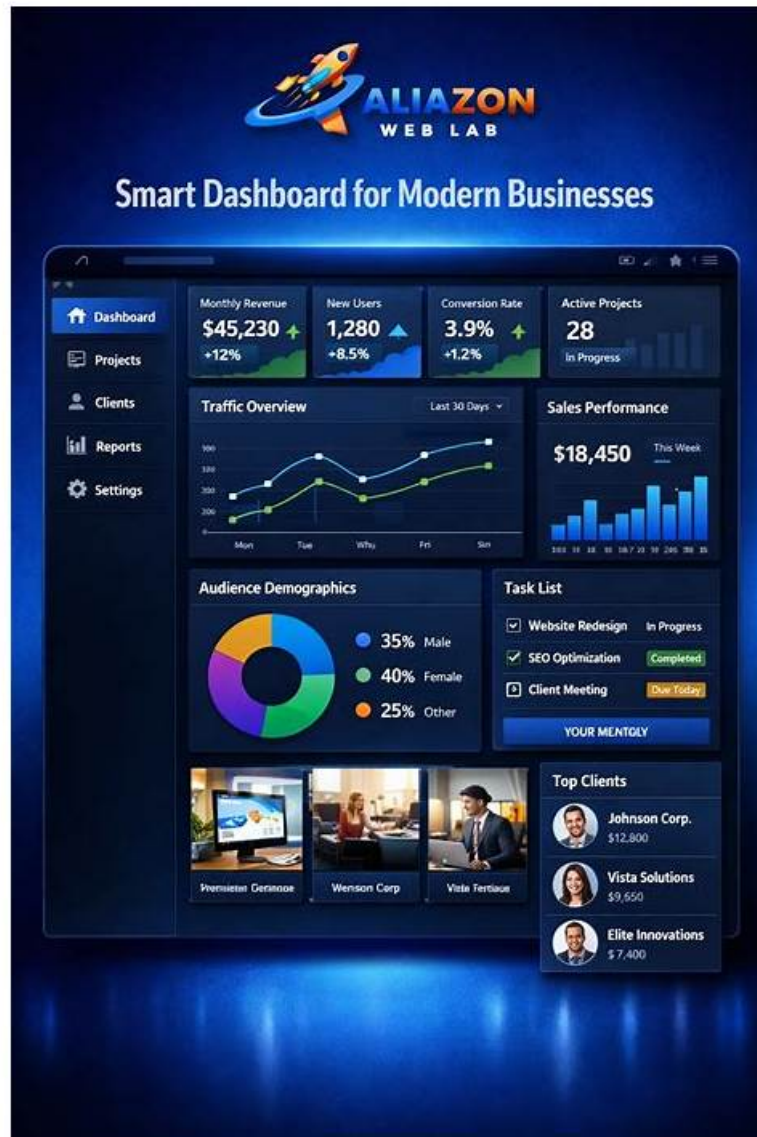 ALIAZON
WEB LAB
Smart Dashboard for Modern Businesses
Dashboard
Projects
Clients
Reports
Settings
Monthly Revenue
$45,230
+12%
New Users
1,280
+8.5%
Conversion Rate
3.9%
+1.2%
Active Projects
28
In Progress
Traffic Overview
Last 30 Days
200
0
Mon
Tue
Whu
Fri
Sales Performance
$18,450
This Week
Audience Demographics
35% Male
40% Female
25% Other
Task List
Website Redesign In Progress
SEO Optimization Completed
Client Meeting Due Today
YOUR MENTGLY
Wenson Corp
Top Clients
Johnson Corp.
$12,800
Vista Solutions
$9,650
Elite Innovations
$7,400